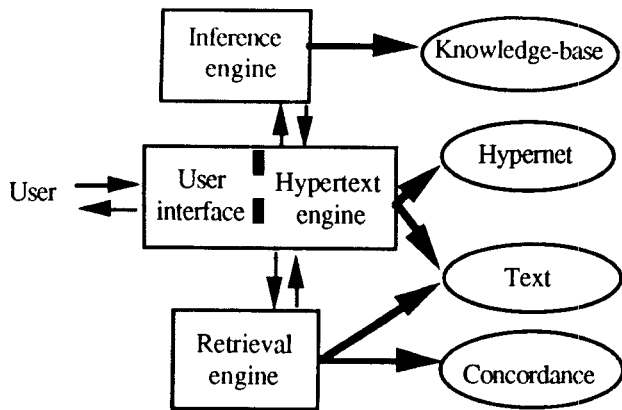 Inference
engine
Knowledge-base
User
User
interface
Hypertext
engine
Hypernet
Text
Retrieval
engine
Concordance